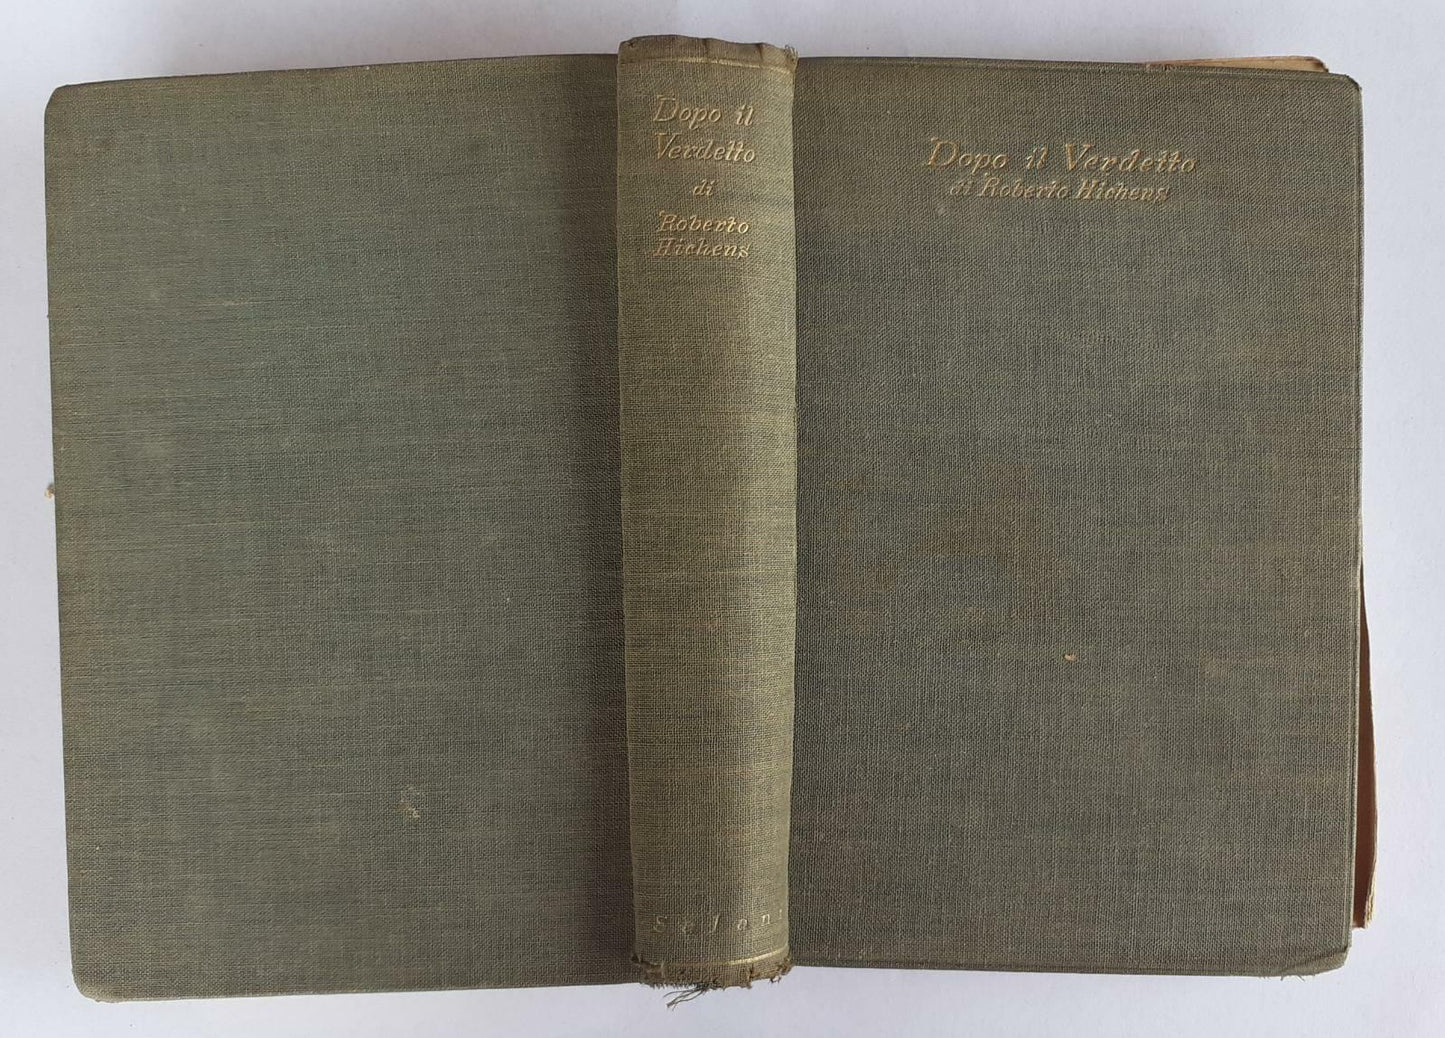 Dopo il
Verdetto
di
Roberto
Hichens
Dopo il Verdetto
di Roberto Hichens